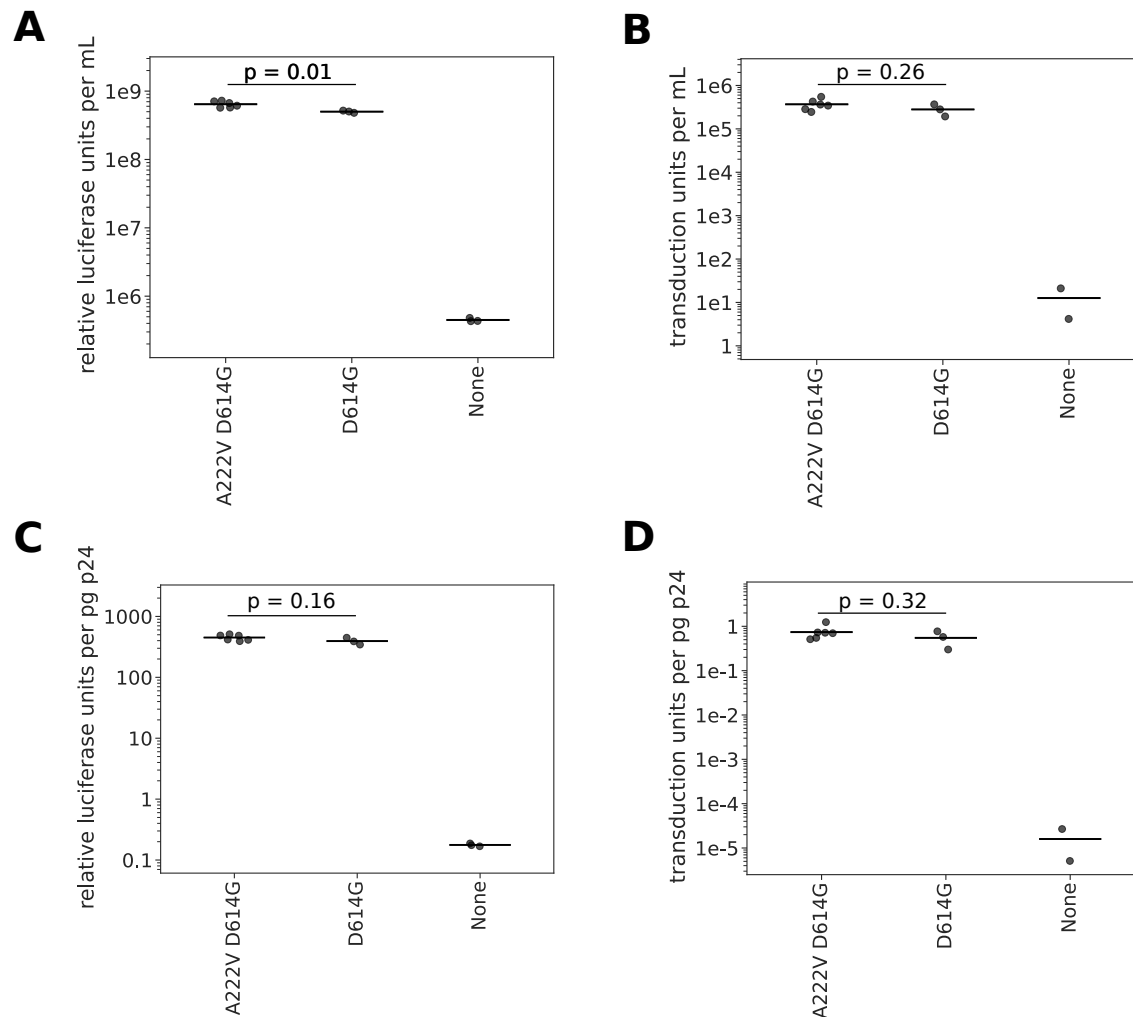 A
relative luciferase units per mL
p = 0.01
1e9
1e8
1e7
1e6
A222V D614G
D614G
None
B
transduction units per mL
p = 0.26
1e6
1e5
1e4
1e3
1e2
1e1
1
A222V D614G
D614G
None
C
relative luciferase units per pg p24
p = 0.16
1000
100
10
1
0.1
A222V D614G
D614G
None
D
transduction units per pg p24
p = 0.32
1
1e-1
1e-2
1e-3
1e-4
1e-5
A222V D614G
D614G
None